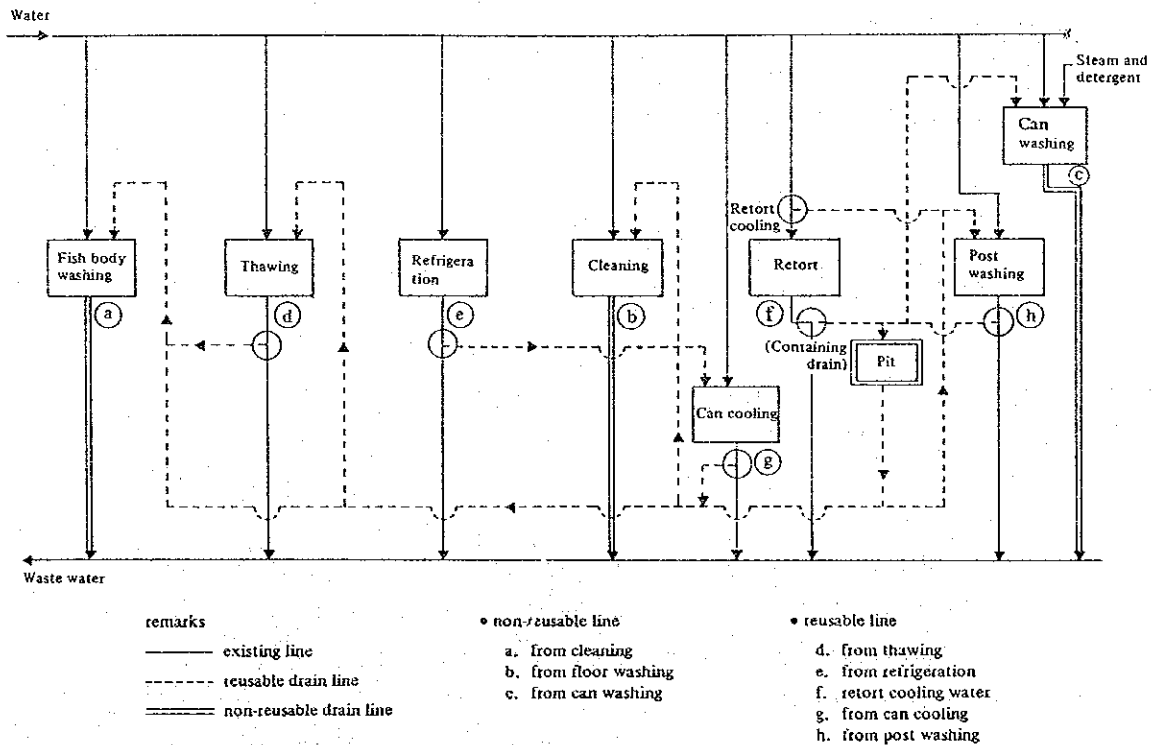 Water
Steam and
detergent
Can
washing
c
Retort
cooling
Fish body
washing
Thawing
Refrigera
tion
Cleaning
Retort
Post
washing
a
d
e
b
f
h
(Containing
drain)
Pit
Can cooling
g
Waste water
remarks
existing line
reusable drain line
non-reusable drain line
• non-reusable line
a. from cleaning
b. from floor washing
c. from can washing
• reusable line
d. from thawing
e. from refrigeration
f. retort cooling water
g. from can cooling
h. from post washing